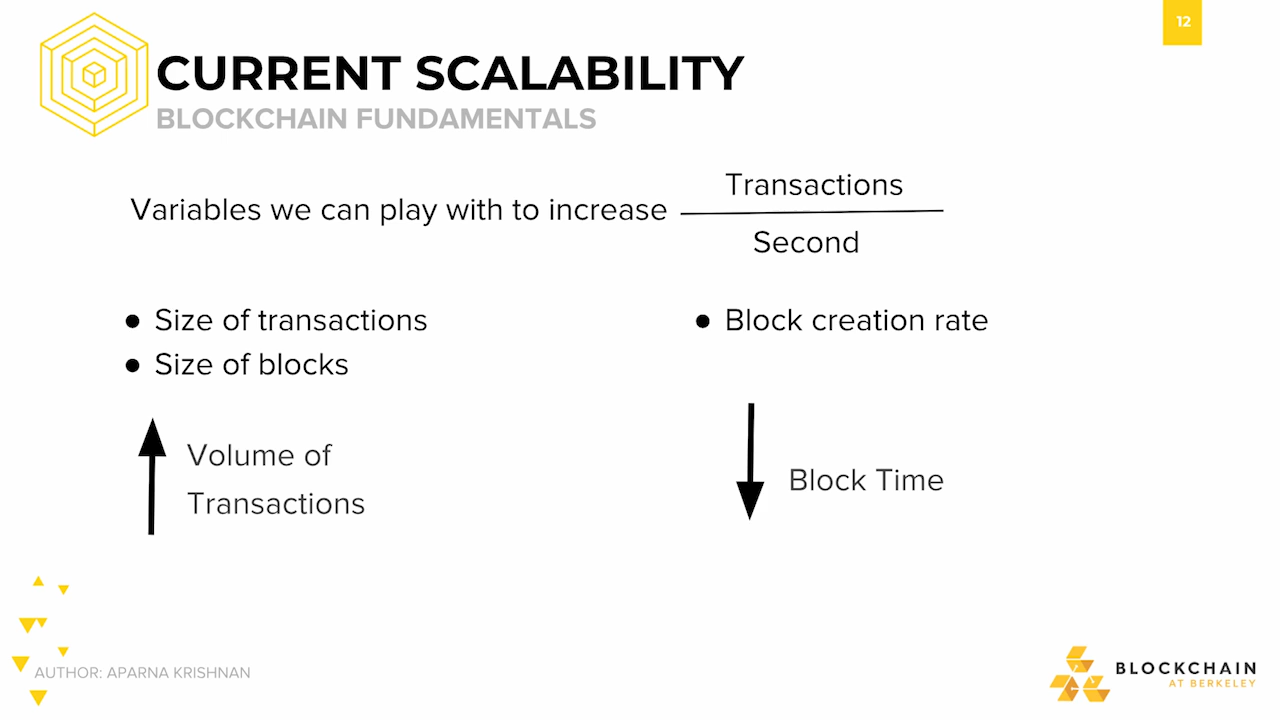 12
CURRENT SCALABILITY
BLOCKCHAIN FUNDAMENTALS
Variables we can play with to increase
Transactions
Second
● Size of transactions
● Size of blocks
● Block creation rate
Volume of
Transactions
Block Time
AUTHOR: APARNA KRISHNAN
BLOCKCHAIN
AT BERKELEY